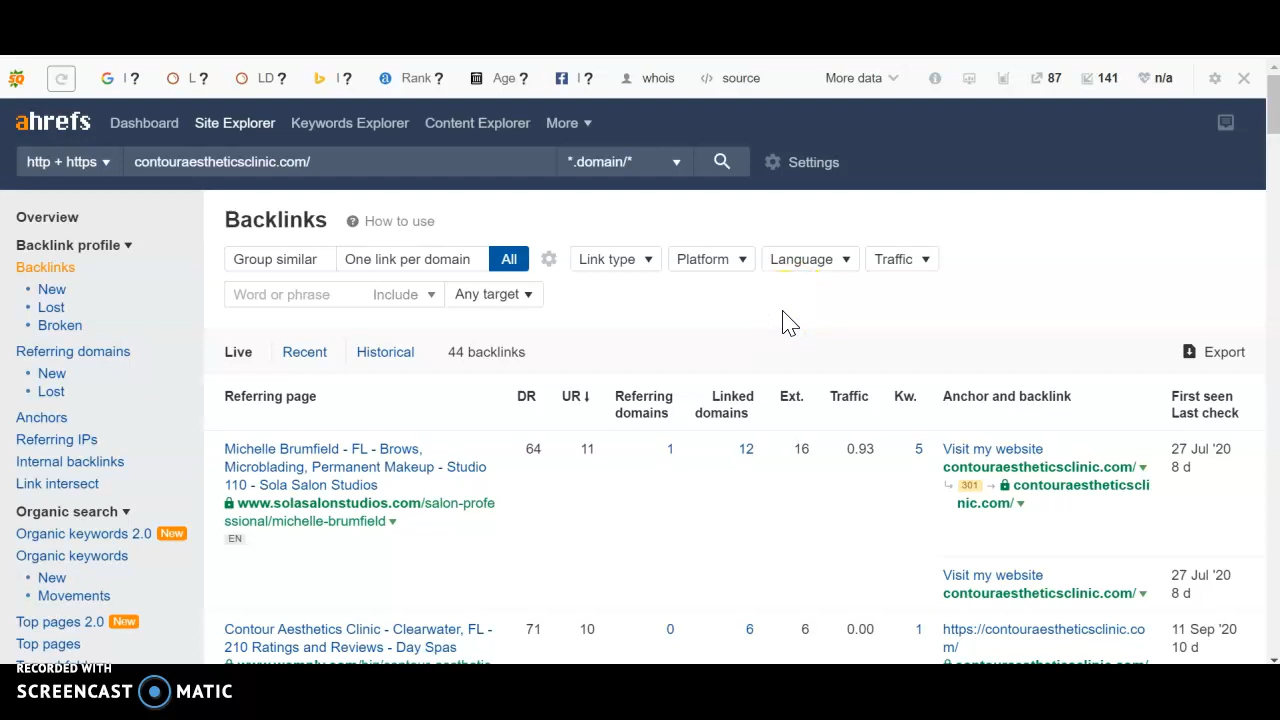 I ? L ? LD ? I ? Rank ? Age ? I ? whois source More data 87 141 n/a
ahrefs Dashboard Site Explorer Keywords Explorer Content Explorer More
http + https contouraestheticsclinic.com/ *.domain/* Settings
Overview
Backlink profile
Backlinks
New
Lost
Broken
Referring domains
New
Lost
Anchors
Referring IPs
Internal backlinks
Link intersect
Organic search
Organic keywords 2.0 New
Organic keywords
New
Movements
Top pages 2.0 New
Top pages
Backlinks How to use
Group similar One link per domain All Link type Platform Language Traffic
Word or phrase Include Any target
Live Recent Historical 44 backlinks Export
Referring page DR UR Referring domains Linked domains Ext. Traffic Kw. Anchor and backlink First seen Last check
Michelle Brumfield - FL - Brows, 64 11 1 12 16 0.93 5 Visit my website 27 Jul '20
Microblading, Permanent Makeup - Studio contouraestheticsclinic.com/ 8 d
110 - Sola Salon Studios 301 contouraestheticscli
www.solasalonstudios.com/salon-profe nic.com/
ssional/michelle-brumfield
EN
Visit my website 27 Jul '20
contouraestheticsclinic.com/ 8 d
Contour Aesthetics Clinic - Clearwater, FL - 71 10 0 6 6 0.00 1 https://contouraestheticsclinic.co 11 Sep '20
210 Ratings and Reviews - Day Spas m/ 10 d
RECORDED WITH
SCREENCAST MATIC